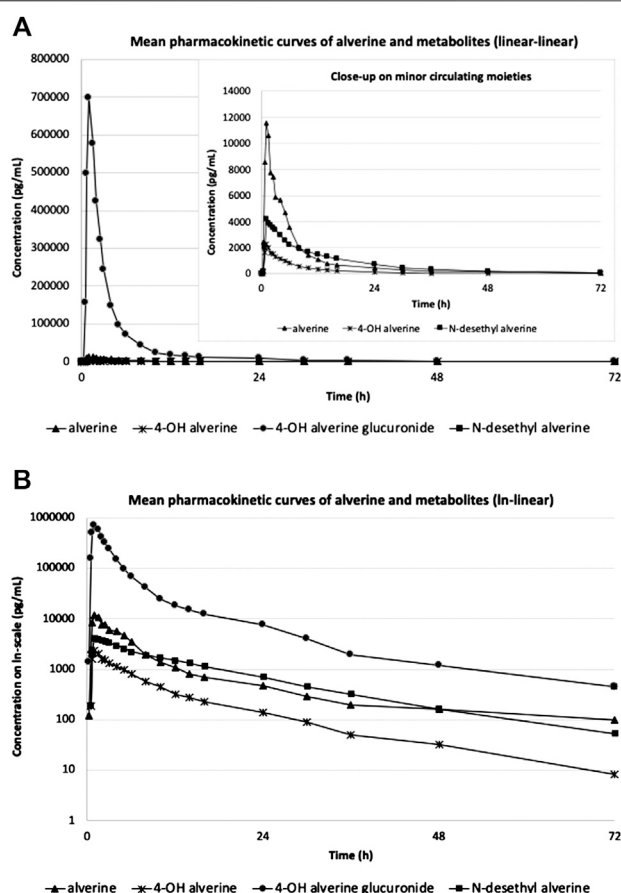 A
Mean pharmacokinetic curves of alverine and metabolites (linear-linear)
Concentration (pg/mL)
800000
700000
600000
500000
400000
300000
200000
100000
0
Close-up on minor circulating moieties
Concentration (pg/mL)
14000
12000
10000
8000
6000
4000
2000
0
0 24 48 72
Time (h)
alverine 4-OH alverine N-desethyl alverine
0 24 48 72
Time (h)
alverine 4-OH alverine 4-OH alverine glucuronide N-desethyl alverine
B
Mean pharmacokinetic curves of alverine and metabolites (ln-linear)
Concentration on ln-scale (pg/mL)
1000000
100000
10000
1000
100
10
1
0 24 48 72
Time (h)
alverine 4-OH alverine 4-OH alverine glucuronide N-desethyl alverine